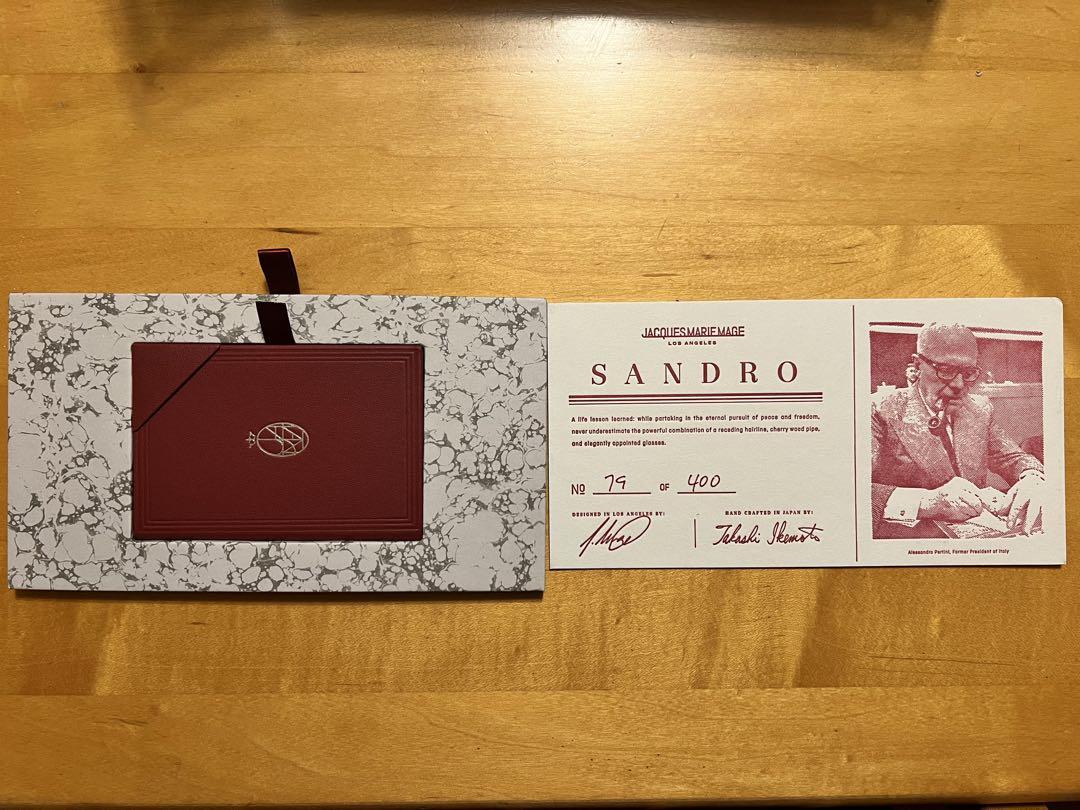 JACQUES MARIE MAGE
LOS ANGELES
SANDRO
A life lesson learned: while partaking in the eternal pursuit of peace and freedom,
never underestimate the powerful combination of a receding hairline, cherry wood pipe,
and elegantly appointed glasses.
No 79 OF 400
DESIGNED IN LOS ANGELES BY:
HAND CRAFTED IN JAPAN BY:
Takashi Ikemoto
Alessandro Pertini, Former President of Italy